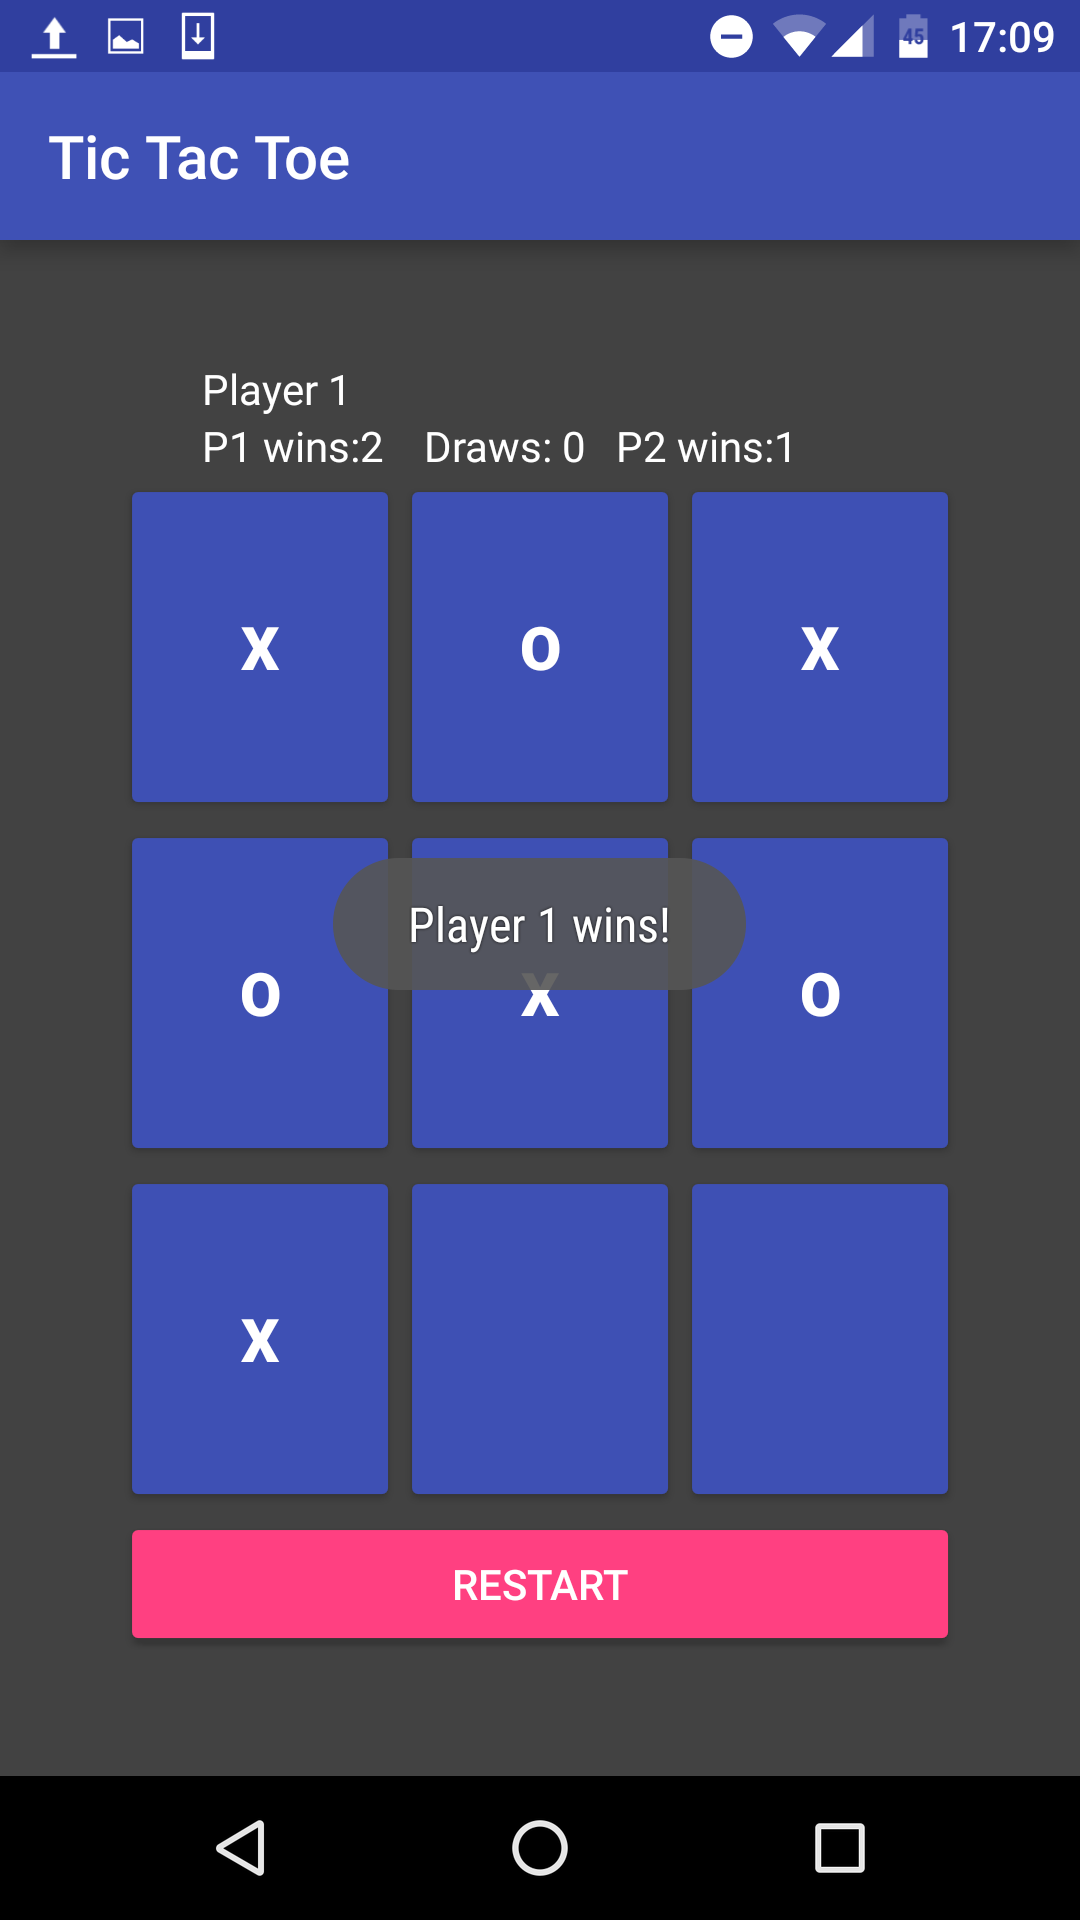 45 17:09
Tic Tac Toe
Player 1
P1 wins:2 Draws: 0 P2 wins:1
X O X
Player 1 wins!
O X O
X
RESTART